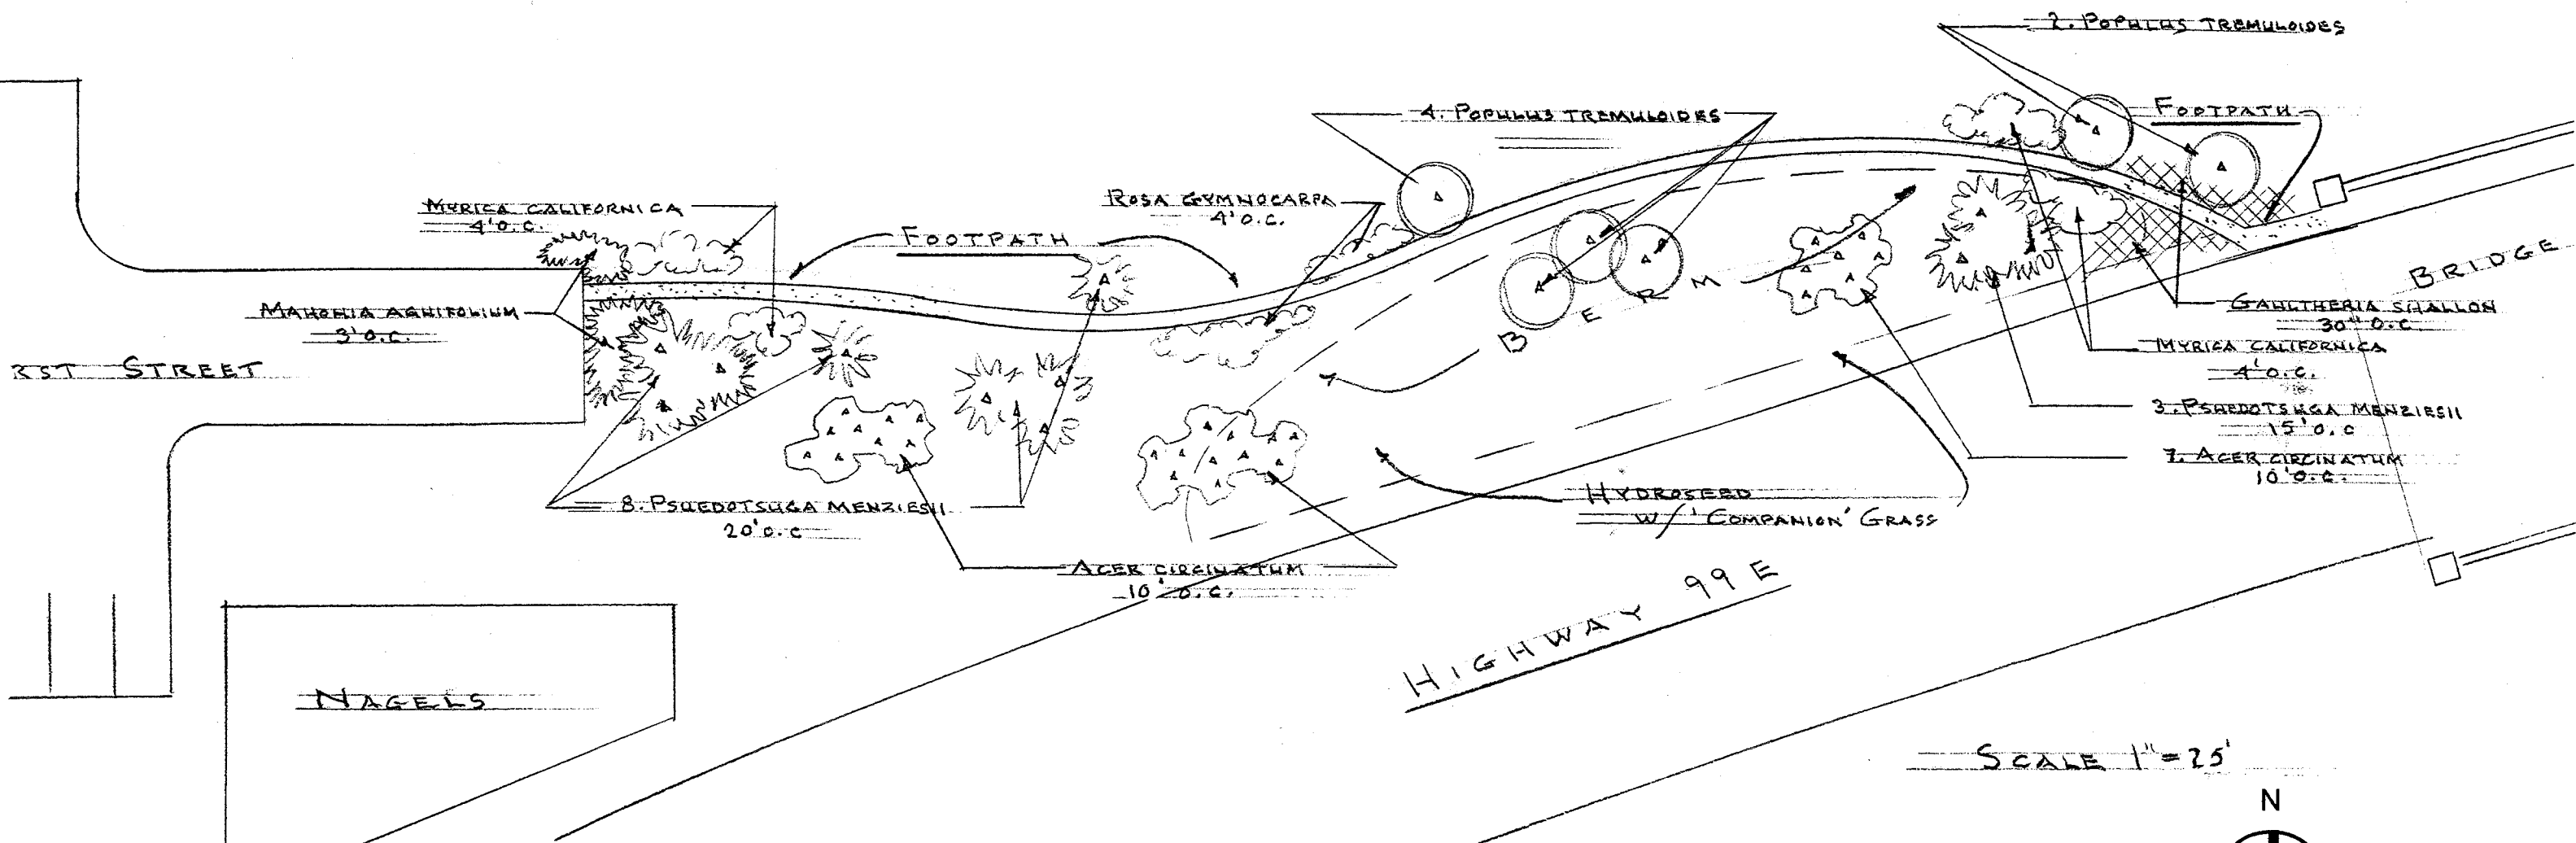 2. POPULUS TREMULOIDES
4. POPULUS TREMULOIDES
FOOTPATH
MYRICA CALIFORNICA
4' O.C.
ROSA GYMNOCARPA
4' O.C.
FOOTPATH
BRIDGE
MAHONIA AQUIFOLIUM
3' O.C.
BERM
GAULTHERIA SHALLON
30" O.C
MYRICA CALIFORNICA
4' O.C.
RST STREET
3. PSUEDOTSUGA MENZIESII
15' O.C
7. ACER CIRCINATUM
10' O.C.
8. PSUEDOTSUGA MENZIESII
20' O.C
HYDROSEED
W/ 'COMPANION' GRASS
ACER CIRCINATUM
10' O.C.
HIGHWAY 99E
NAGELS
SCALE 1" = 25'
N